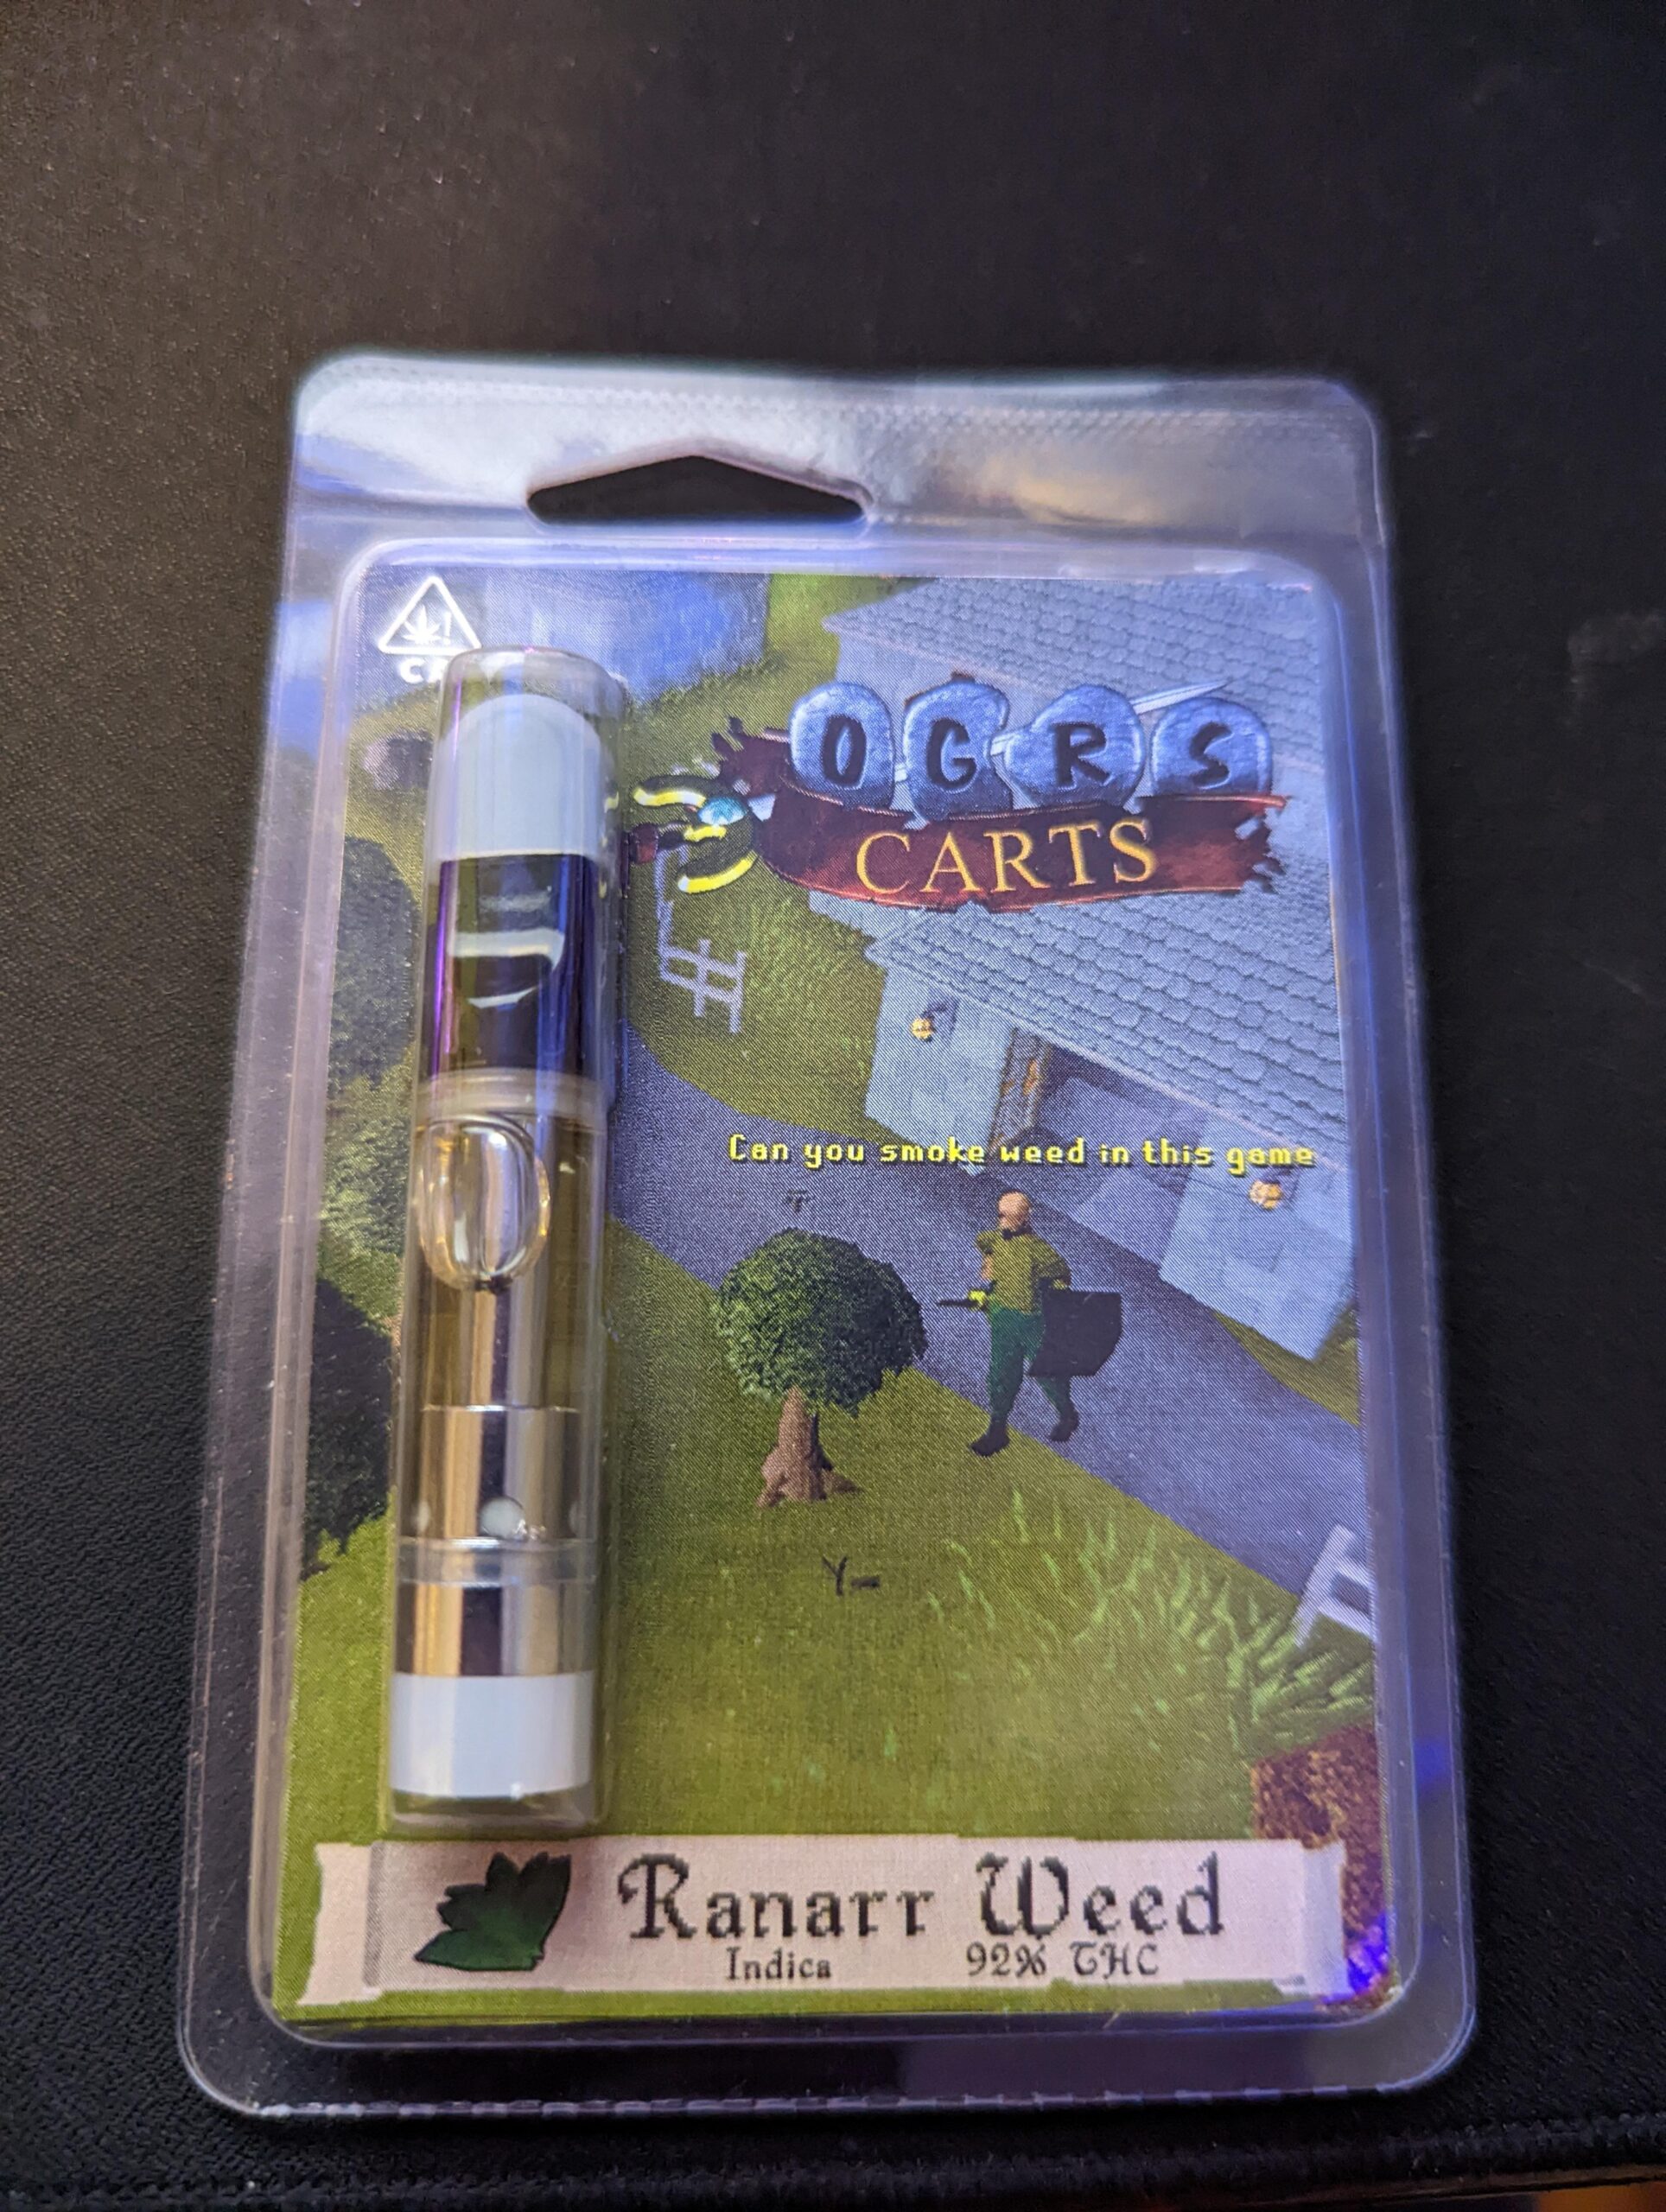 OGRS
CARTS
Can you smoke weed in this game
Ranarr Weed
Indica 92% THC